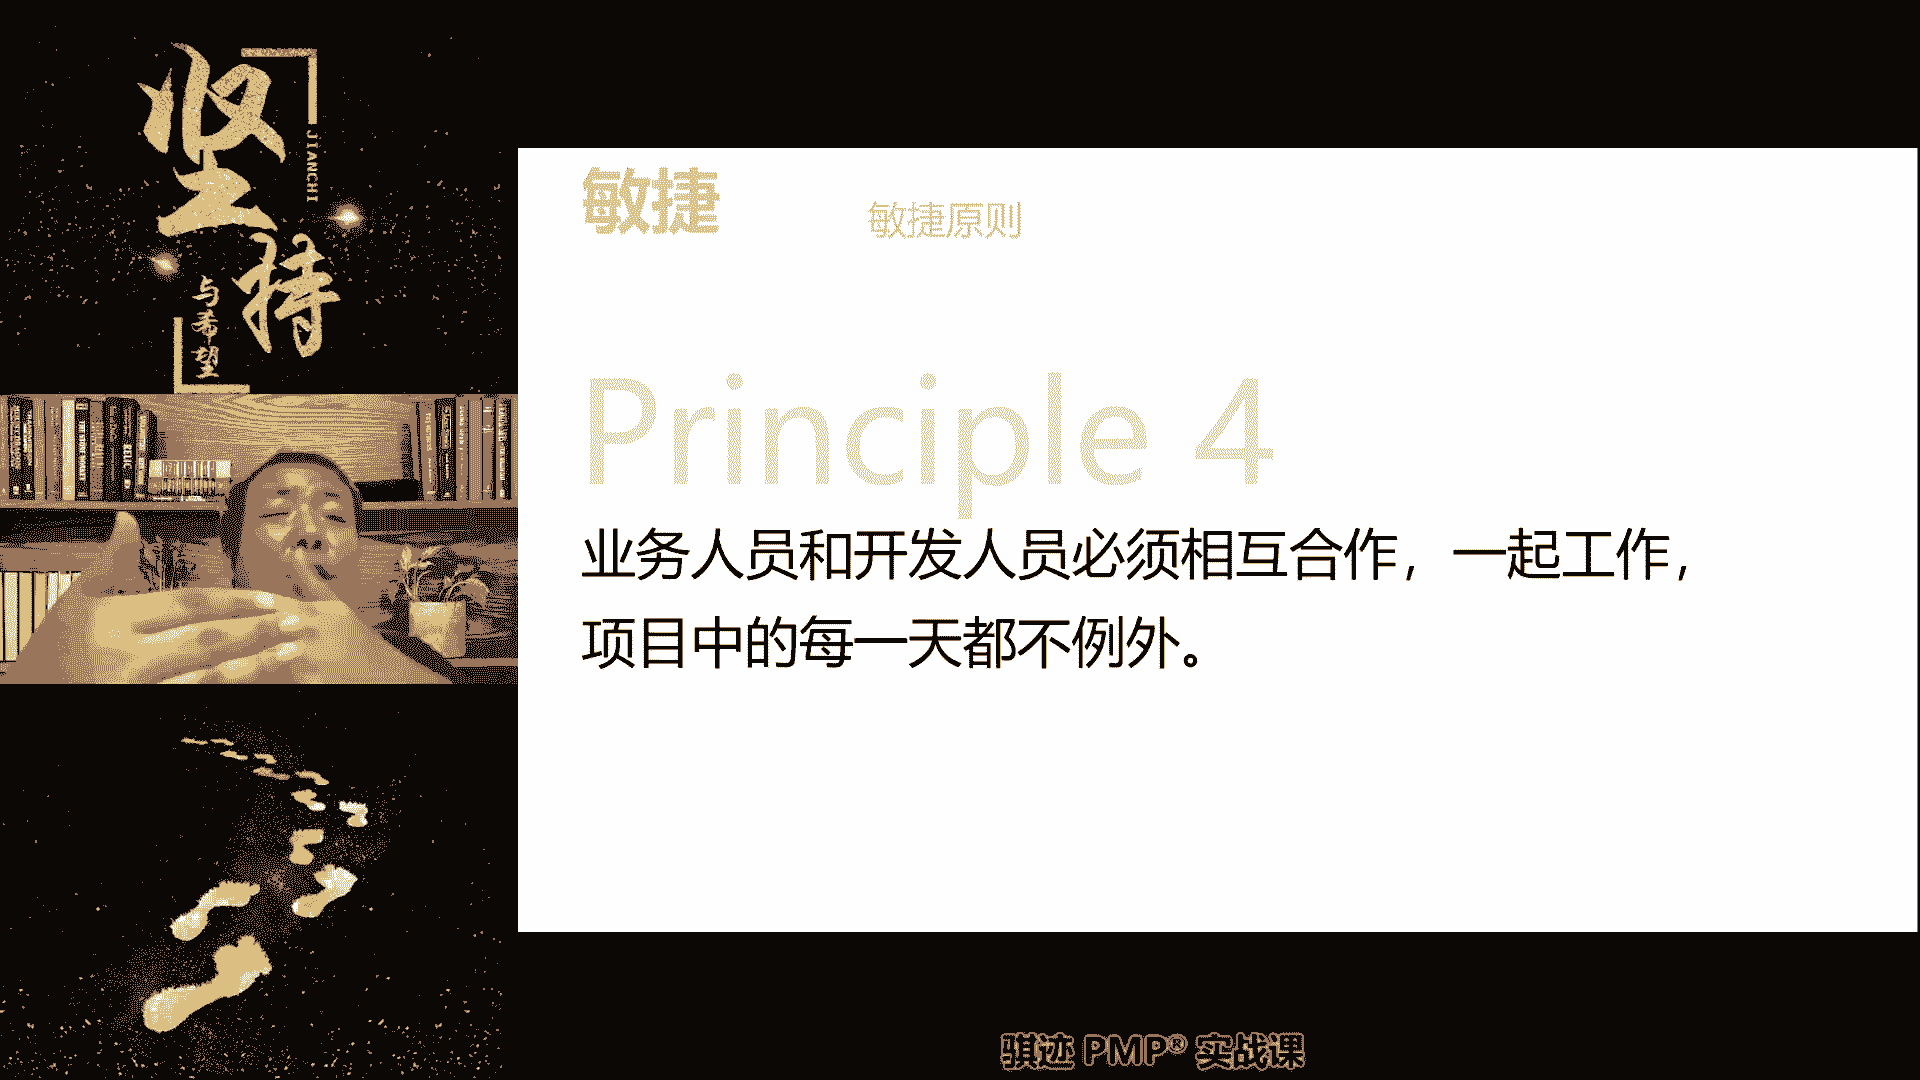 坚持
JIANCHI
与希望
敏捷
敏捷原则
Principle 4
业务人员和开发人员必须相互合作，一起工作，
项目中的每一天都不例外。
骐迹 PMP® 实战课